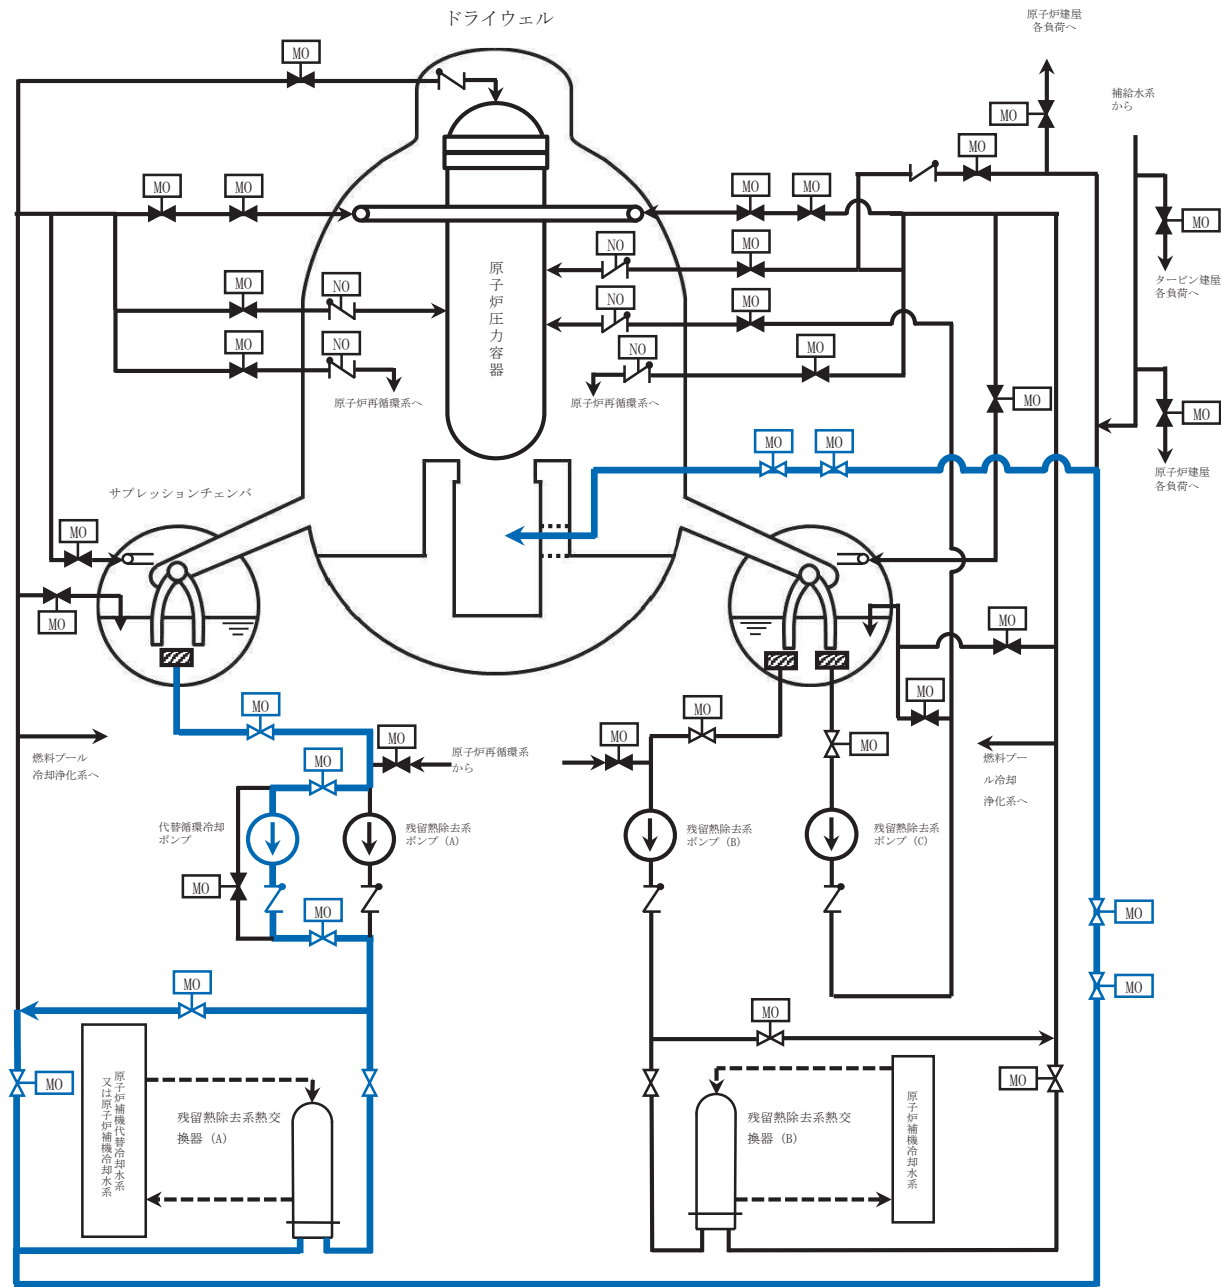 ドライウェル
原子炉建屋
各負荷へ
MO
補給水系
から
MO
MO
MO
MO
MO
MO
MO
MO
タービン建屋
各負荷へ
NO
MO
原子炉圧力容器
MO
NO
NO
MO
MO
NO
NO
MO
原子炉再循環系へ
原子炉再循環系へ
MO
MO
MO
MO
原子炉建屋
各負荷へ
サプレッションチェンバ
MO
MO
MO
MO
MO
MO
MO
MO
MO
燃料プール
冷却浄化系へ
原子炉再循環系
から
MO
燃料プー
ル冷却
浄化系へ
MO
代替循環冷却
ポンプ
残留熱除去系
ポンプ(A)
残留熱除去系
ポンプ(B)
残留熱除去系
ポンプ(C)
MO
MO
MO
MO
MO
MO
MO
MO
原子炉補機代替冷却水系
又は原子炉補機冷却水系
残留熱除去系熱交
換器(A)
残留熱除去系熱交
換器(B)
原子炉補機冷却水系